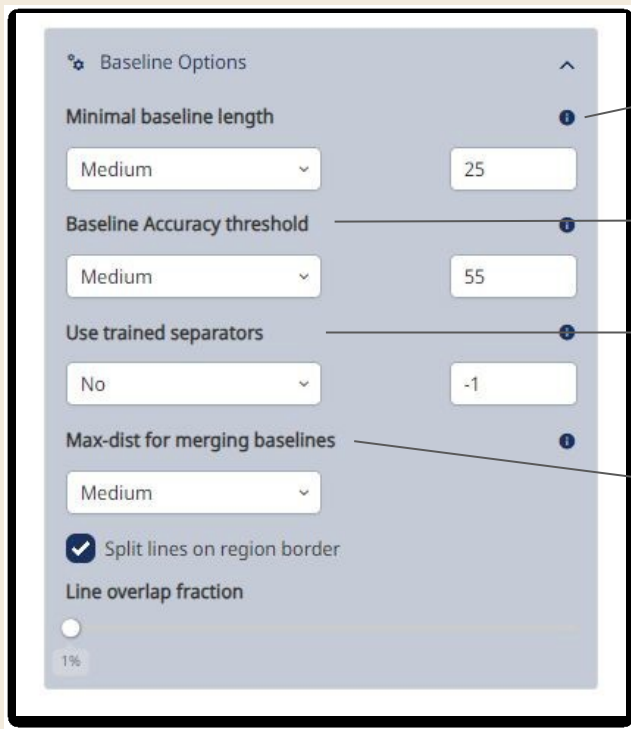 Baseline Options
Minimal baseline length
Medium 25
Baseline Accuracy threshold
Medium 55
Use trained separators
No -1
Max-dist for merging baselines
Medium
Split lines on region border
Line overlap fraction
1%